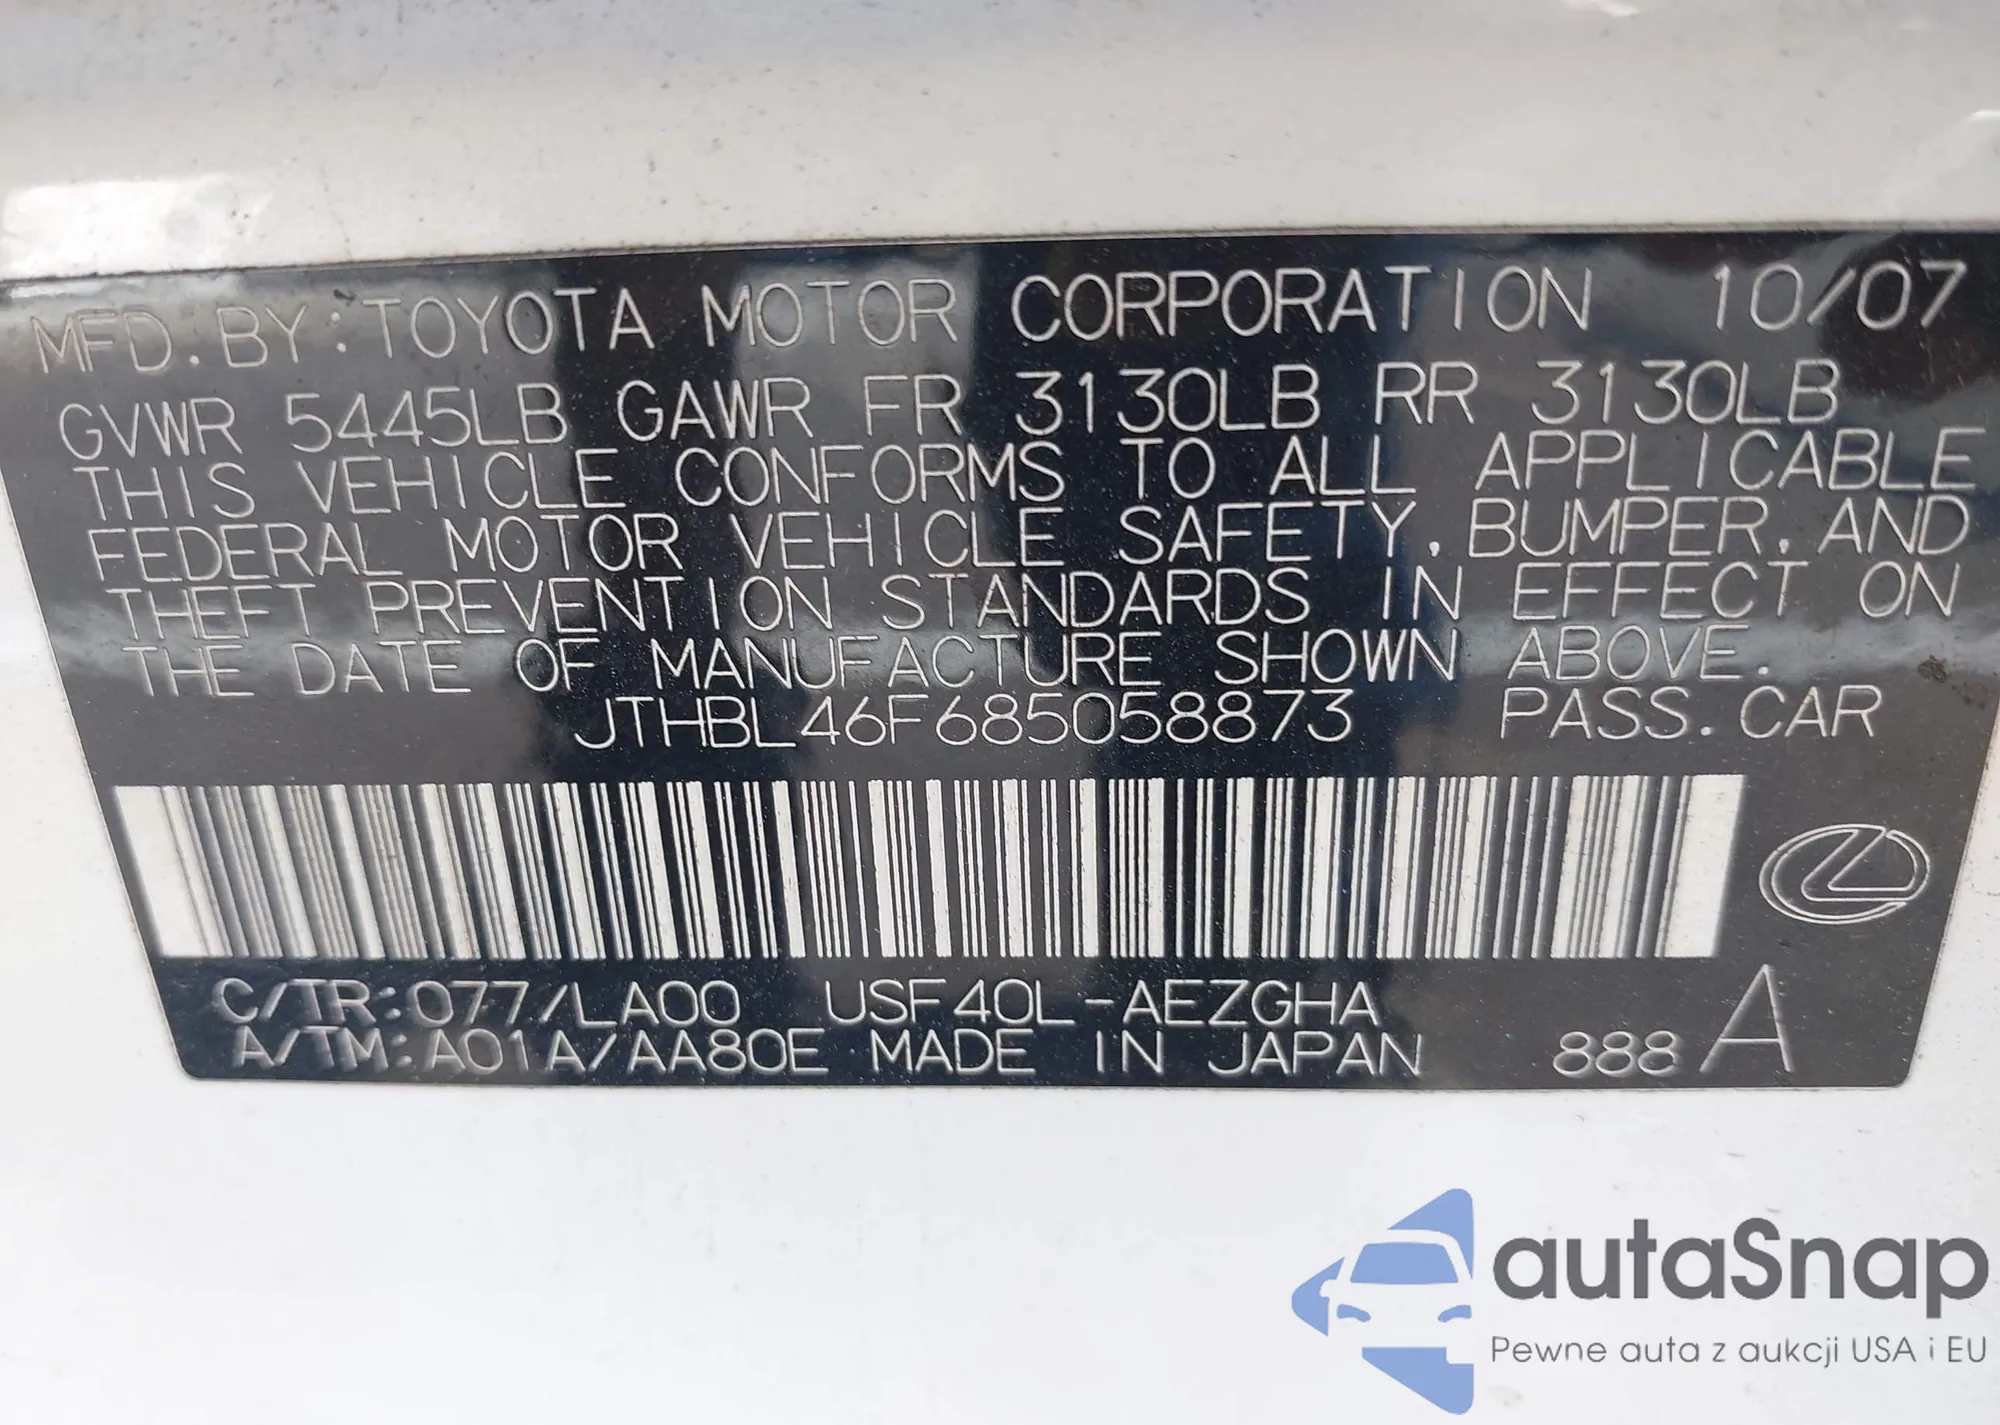 MFD. BY: TOYOTA MOTOR CORPORATION 10/07
GVWR 5445LB GAWR FR 3130LB RR 3130LB
THIS VEHICLE CONFORMS TO ALL APPLICABLE
FEDERAL MOTOR VEHICLE SAFETY, BUMPER, AND
THEFT PREVENTION STANDARDS IN EFFECT ON
THE DATE OF MANUFACTURE SHOWN ABOVE.
JTHBL46F685058873 PASS. CAR
C/TR:077/LA00 USF40L-AEZGHA
A/TM:A01A/AA80E MADE IN JAPAN 888 A
autaSnap
Pewne auta z aukcji USA i EU